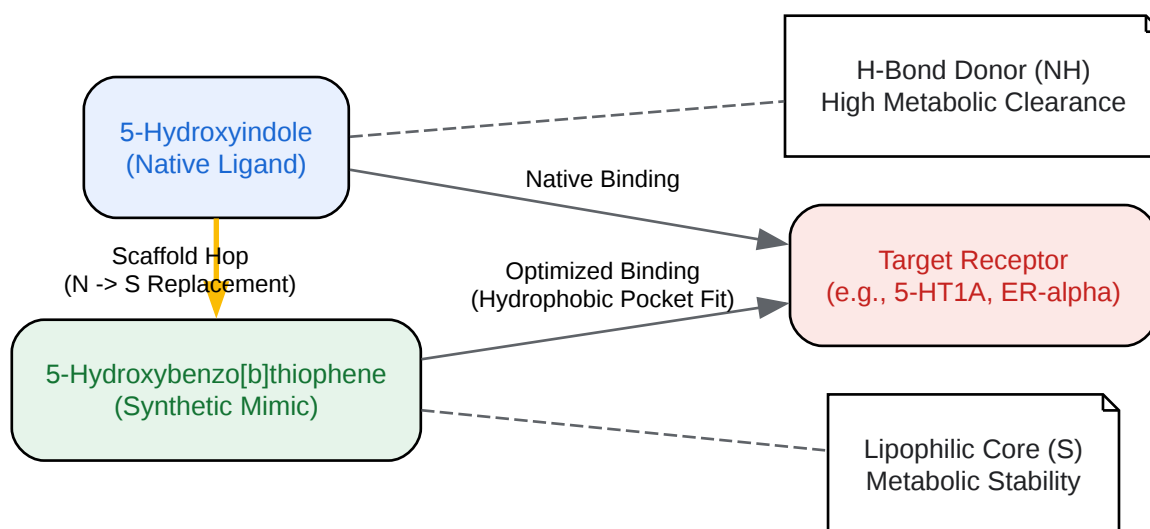 H-Bond Donor (NH)
High Metabolic Clearance
5-Hydroxyindole
(Native Ligand)
Native Binding
Scaffold Hop
(N -> S Replacement)
Optimized Binding
(Hydrophobic Pocket Fit)
Target Receptor
(e.g., 5-HT1A, ER-alpha)
5-Hydroxybenzo[b]thiophene
(Synthetic Mimic)
Lipophilic Core (S)
Metabolic Stability